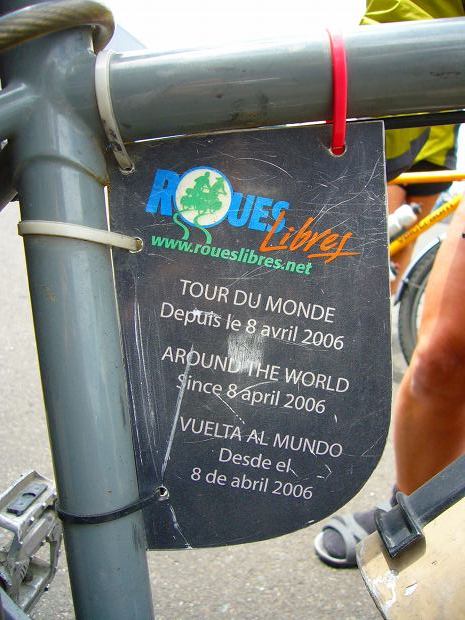 ROUES
Libres
www.roueslibres.net
TOUR DU MONDE
Depuis le 8 avril 2006
AROUND THE WORLD
Since 8 april 2006
VUELTA AL MUNDO
Desde el
8 de abril 2006